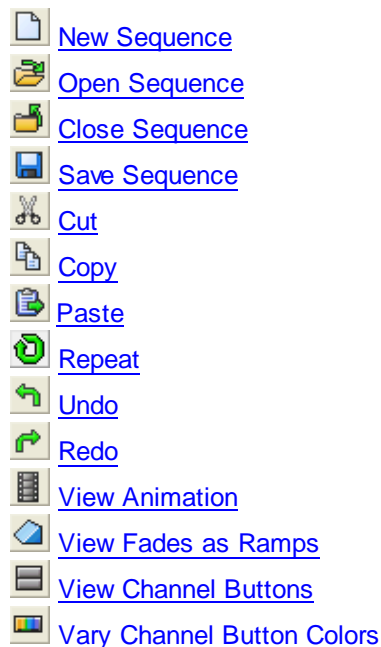 New Sequence
Open Sequence
Close Sequence
Save Sequence
Cut
Copy
Paste
Repeat
Undo
Redo
View Animation
View Fades as Ramps
View Channel Buttons
Vary Channel Button Colors